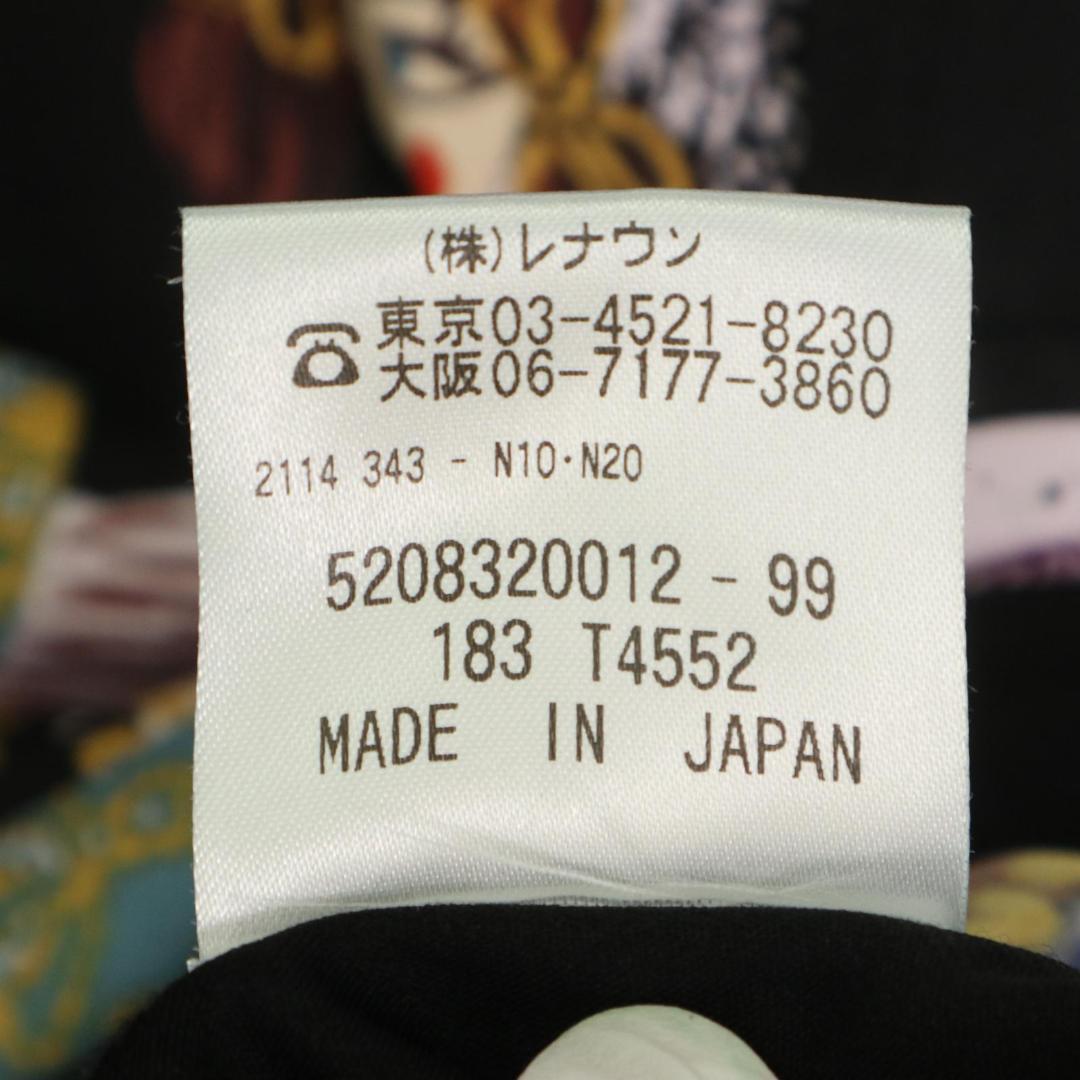 (株)レナウン
☎東京03-4521-8230
大阪06-7177-3860
2114 343 - N10・N20
5208320012 - 99
183 T4552
MADE IN JAPAN